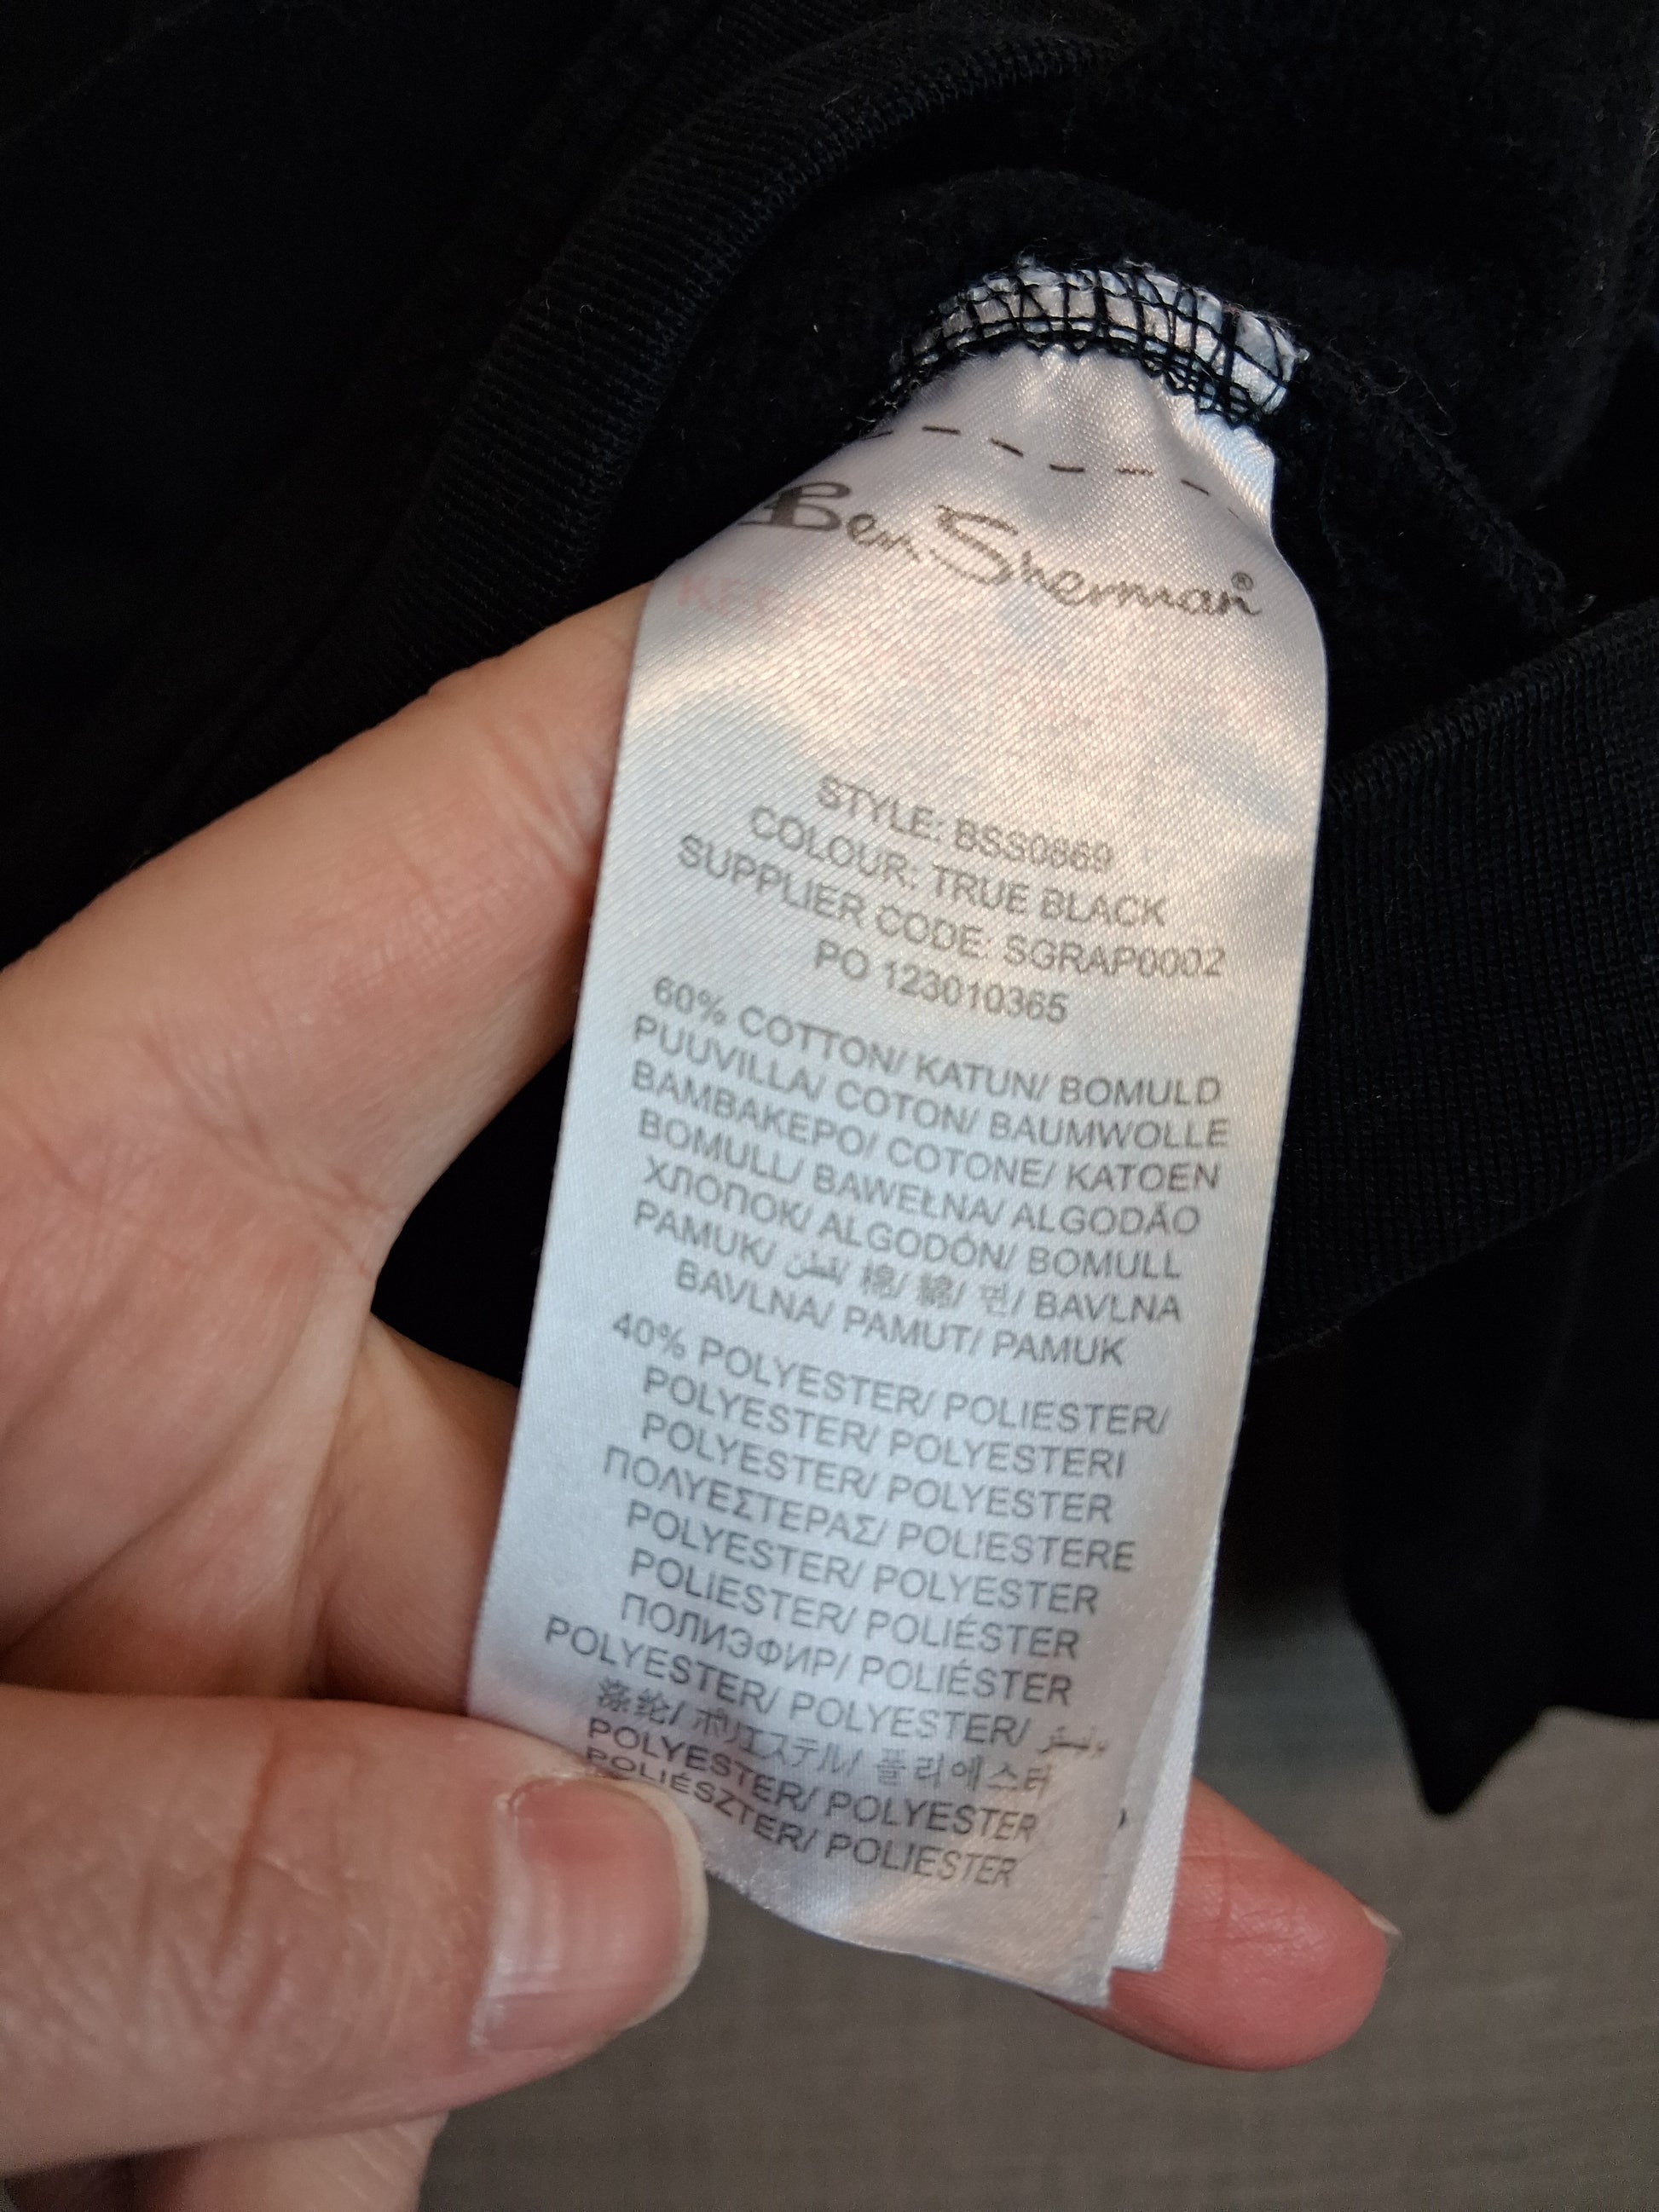 Ben Sherman®
STYLE: BSS0869
COLOUR: TRUE BLACK
SUPPLIER CODE: SGRAP0002
PO 123010365
60% COTTON/ KATUN/ BOMULD
PUUVILLA/ COTON/ BAUMWOLLE
ΒΑΜΒΑΚΕΡΟ/ COTONE/ KATOEN
BOMULL/ BAWEŁNA/ ALGODÃO
ХЛОПОК/ ALGODÓN/ BOMULL
PAMUK/ قطن/ 棉/ 綿/ 면/ BAVLNA
BAVLNA/ PAMUT/ PAMUK
40% POLYESTER/ POLIESTER/
POLYESTER/ POLYESTERI
POLYESTER/ POLYESTER
ΠΟΛΥΕΣΤΕΡΑΣ/ POLIESTERE
POLYESTER/ POLYESTER
POLIESTER/ POLIÉSTER
ПОЛИЭФИР/ POLIÉSTER
POLYESTER/ POLYESTER/
涤纶/ ポリエステル/ 폴리에스터
POLYESTER/ POLYESTER
POLIÉSZTER/ POLIESTER